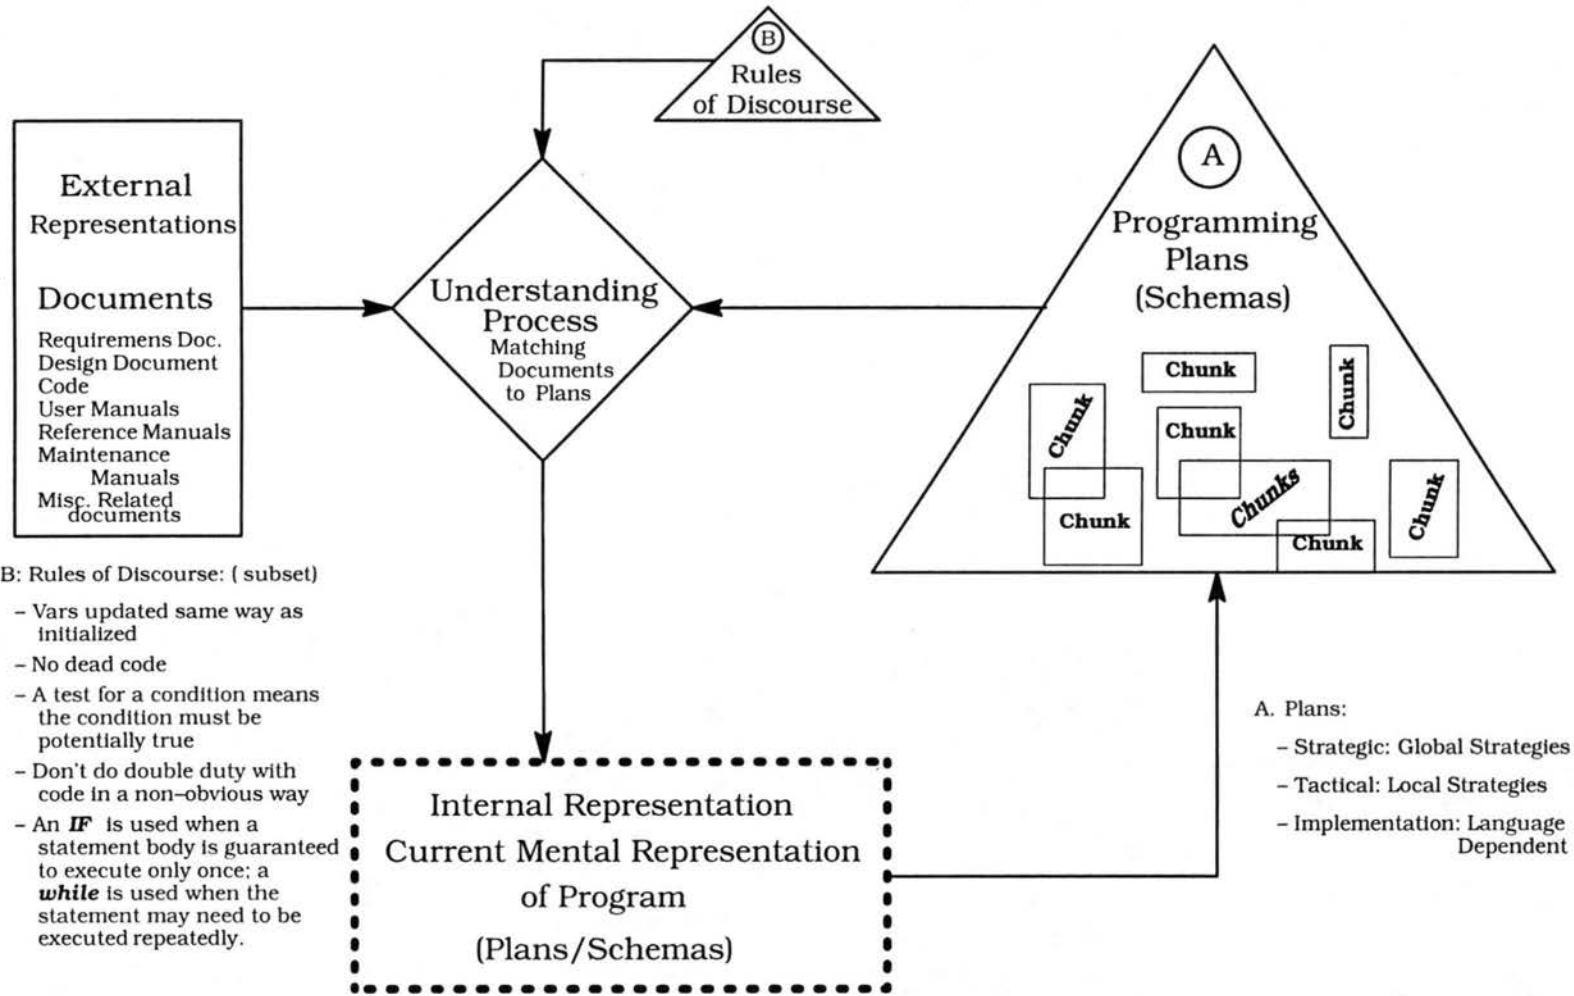 B
Rules
of Discourse
External
Representations
Documents
Requiremens Doc.
Design Document
Code
User Manuals
Reference Manuals
Maintenance
Manuals
Misc. Related
documents
Understanding
Process
Matching
Documents
to Plans
A
Programming
Plans
(Schemas)
Chunk
Chunk
Chunk
Chunk
Chunk
Chunks
Chunk
Chunk
B: Rules of Discourse: ( subset)
– Vars updated same way as
initialized
– No dead code
– A test for a condition means
the condition must be
potentially true
– Don't do double duty with
code in a non–obvious way
– An IF is used when a
statement body is guaranteed
to execute only once; a
while is used when the
statement may need to be
executed repeatedly.
Internal Representation
Current Mental Representation
of Program
(Plans/Schemas)
A. Plans:
– Strategic: Global Strategies
– Tactical: Local Strategies
– Implementation: Language
Dependent